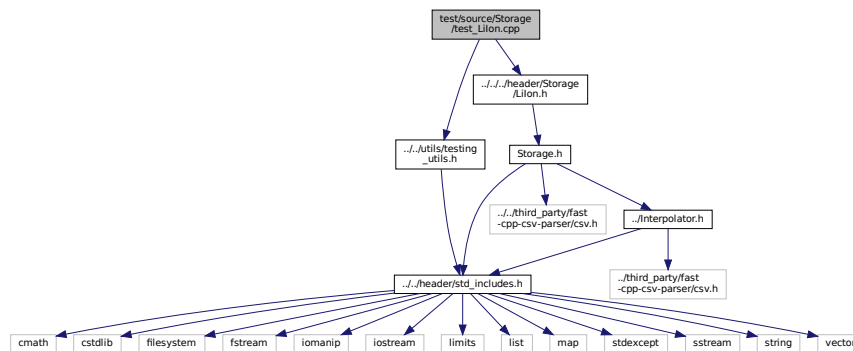 test/source/Storage
/test_LiIon.cpp
../../../header/Storage
/LiIon.h
../../utils/testing
_utils.h
Storage.h
../../third_party/fast
-cpp-csv-parser/csv.h
../Interpolator.h
../third_party/fast
-cpp-csv-parser/csv.h
../../header/std_includes.h
cmath
cstdlib
filesystem
fstream
iomanip
iostream
limits
list
map
stdexcept
sstream
string
vector